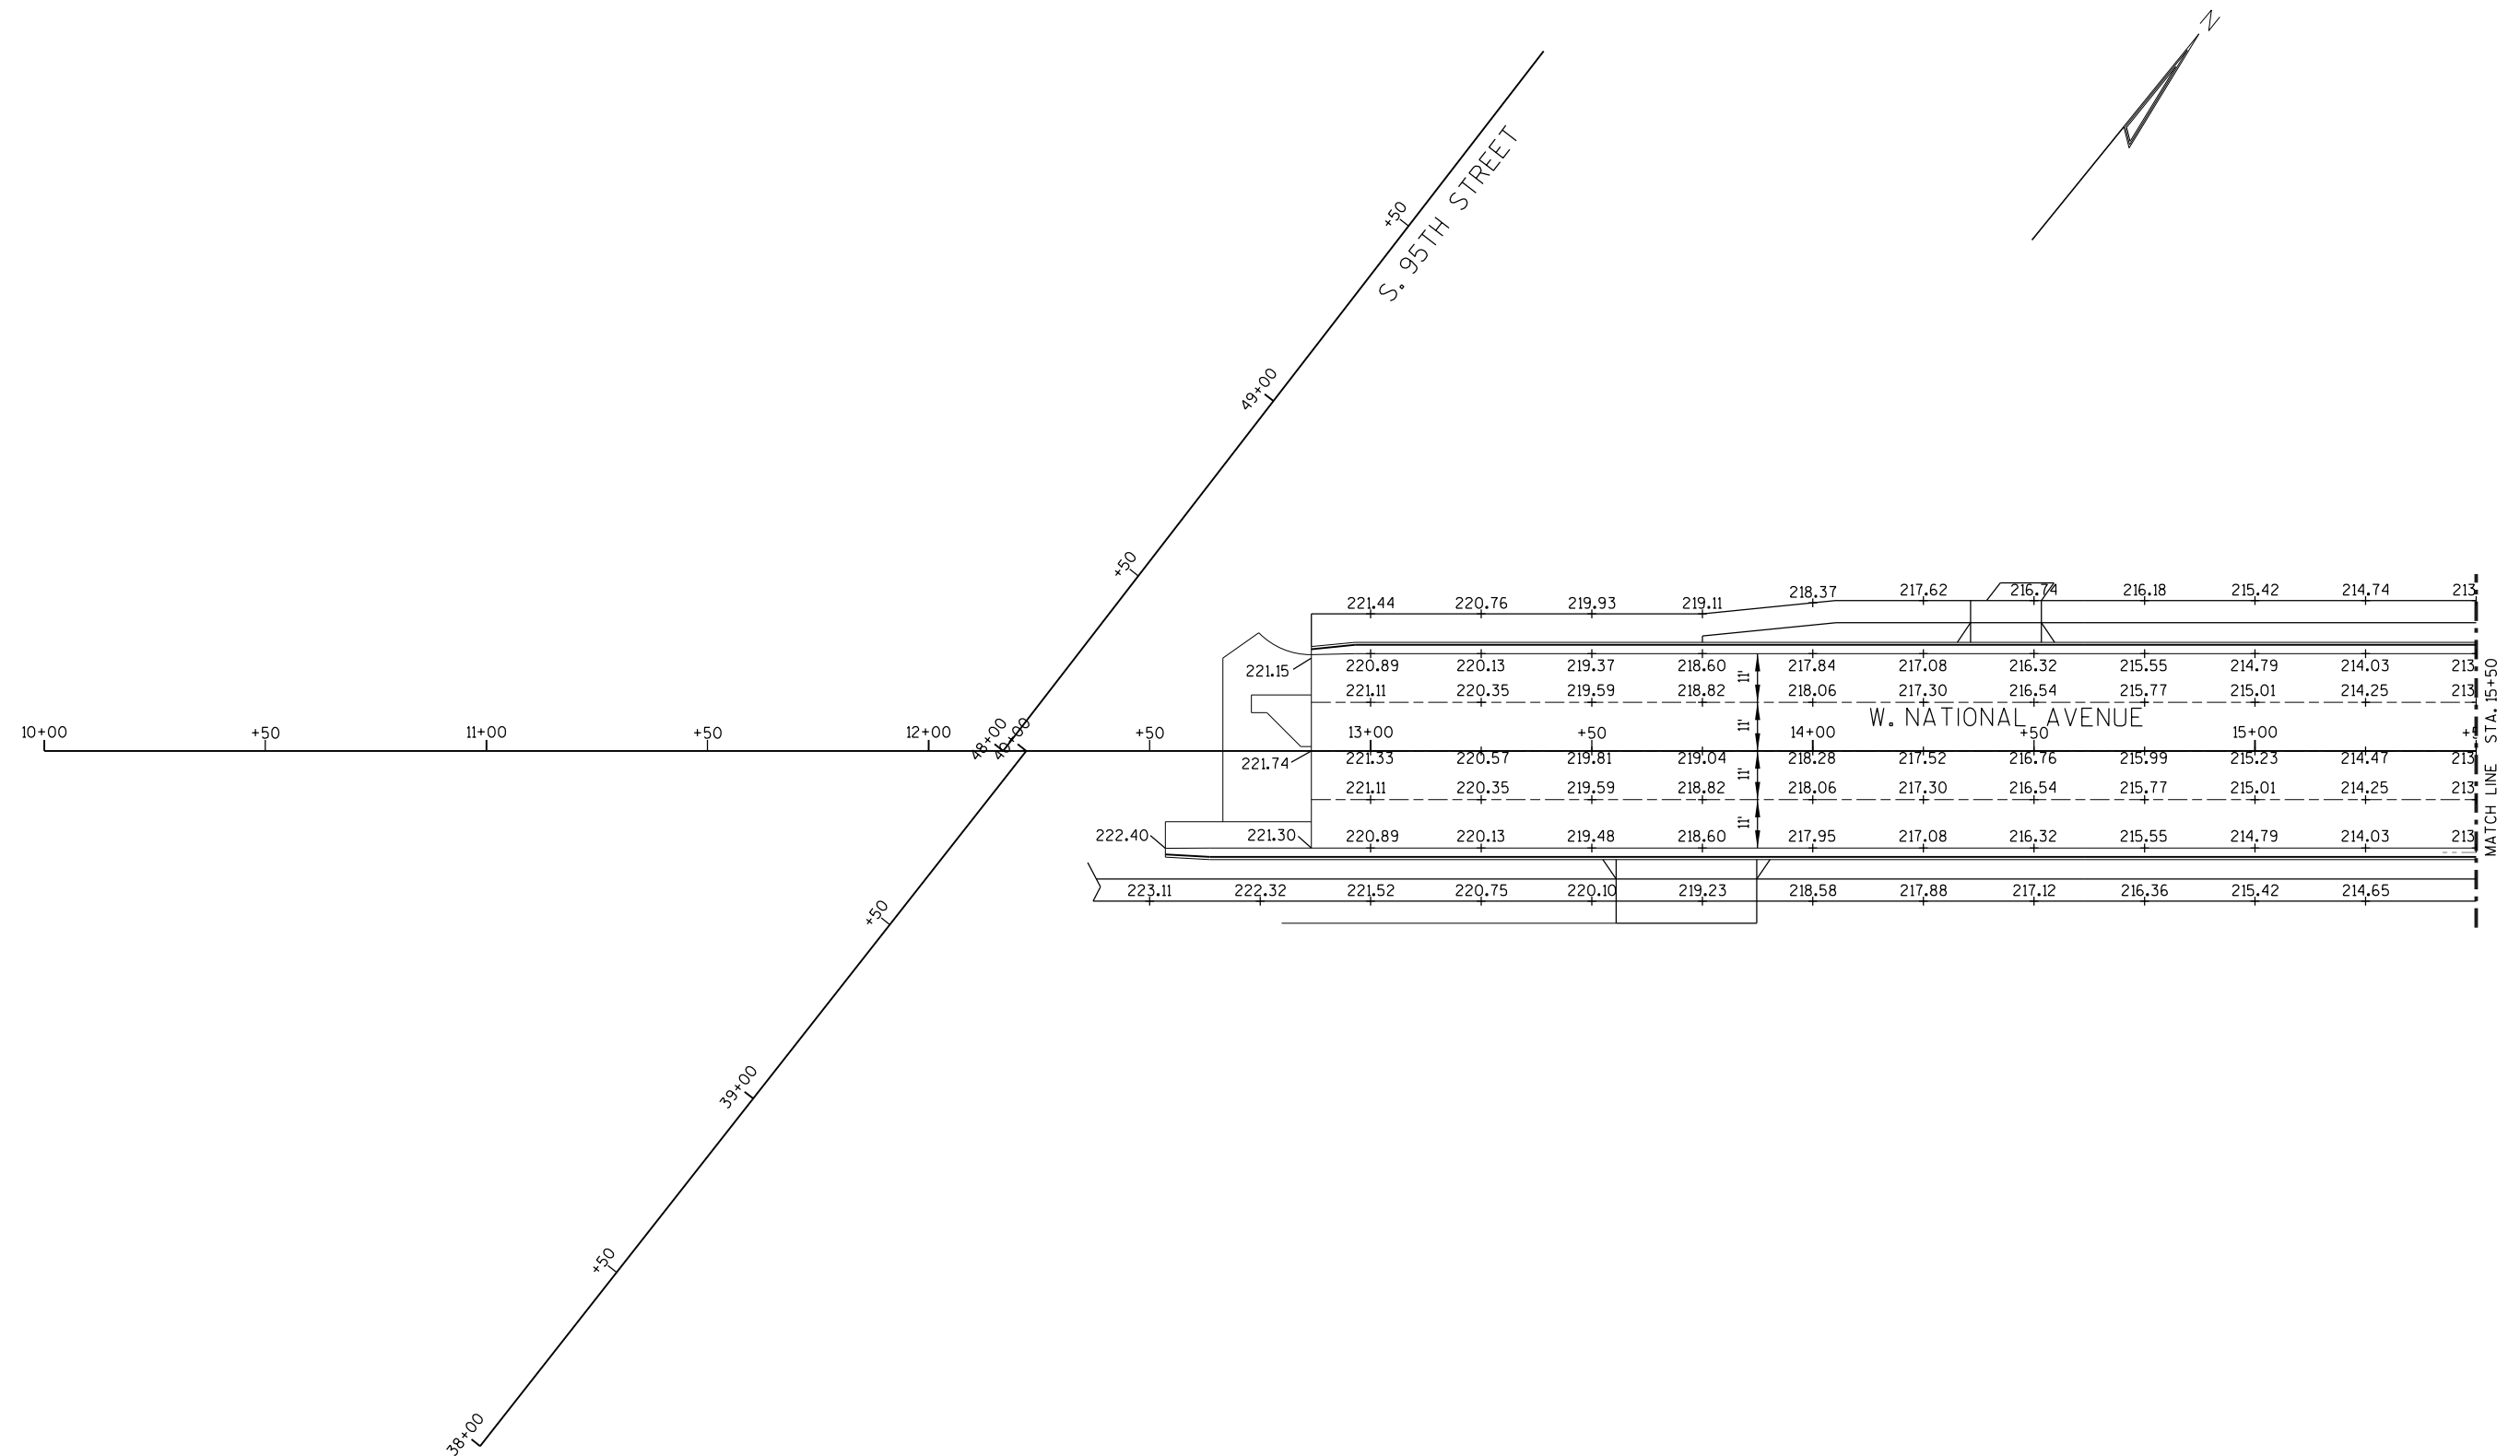 N
S. 95TH STREET
+50
49+00
+50
48+00
40+00
+50
39+00
+50
38+00
221.44 220.76 219.93 219.11 218.37 217.62 216.74 216.18 215.42 214.74 213.
221.15 220.89 220.13 219.37 218.60 217.84 217.08 216.32 215.55 214.79 214.03 213.
11'
221.11 220.35 219.59 218.82 218.06 217.30 216.54 215.77 215.01 214.25 213.
W. NATIONAL AVENUE
11'
10+00 +50 11+00 +50 12+00 +50 13+00 +50 14+00 +50 15+00
221.74 221.33 220.57 219.81 219.04 218.28 217.52 216.76 215.99 215.23 214.47 213.
11'
221.11 220.35 219.59 218.82 218.06 217.30 216.54 215.77 215.01 214.25 213.
11'
222.40 221.30 220.89 220.13 219.48 218.60 217.95 217.08 216.32 215.55 214.79 214.03 213.
223.11 222.32 221.52 220.75 220.10 219.23 218.58 217.88 217.12 216.36 215.42 214.65
MATCH LINE STA. 15+50